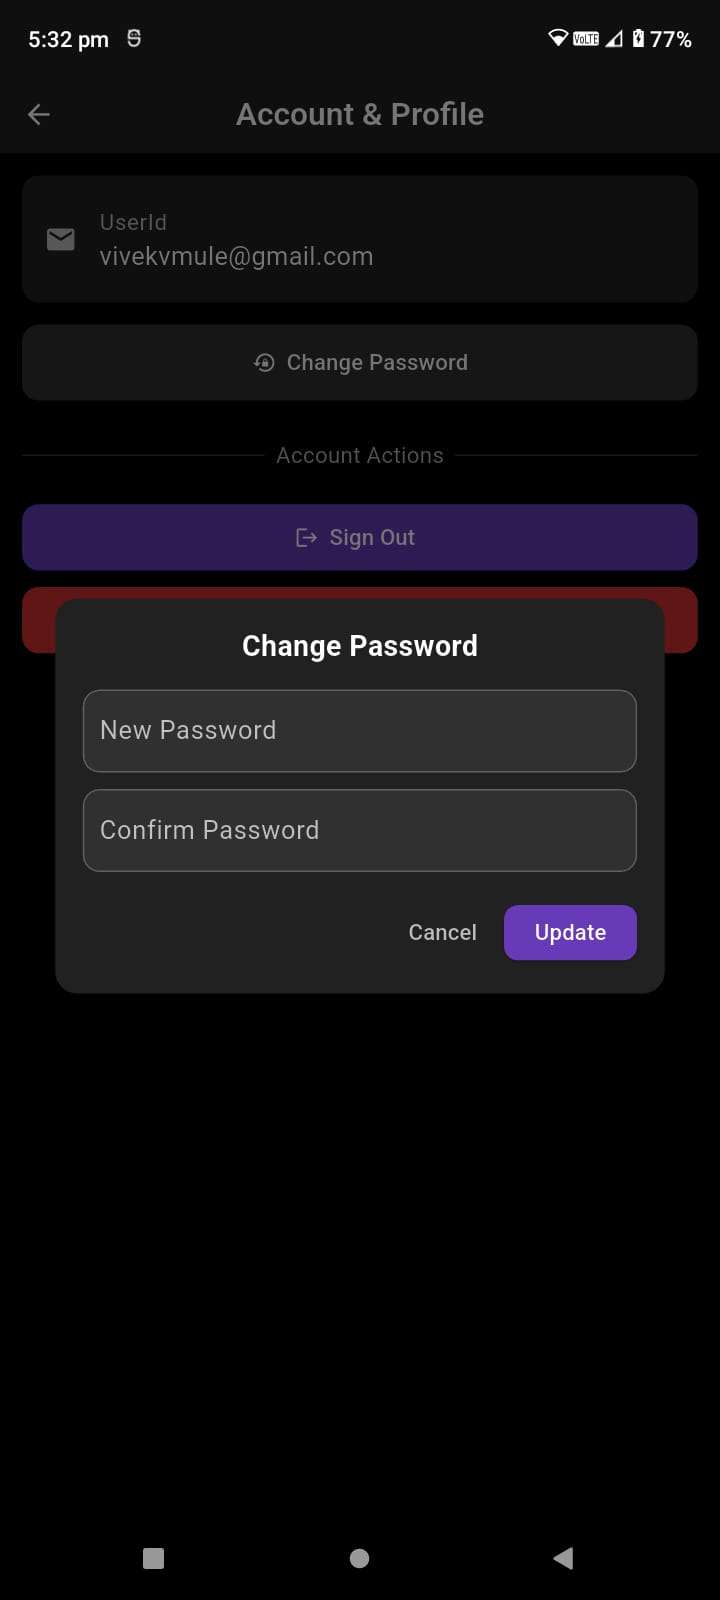 5:32 pm
VoLTE
77%
Account & Profile
UserId
vivekvmule@gmail.com
Change Password
Account Actions
Sign Out
Change Password
New Password
Confirm Password
Cancel
Update